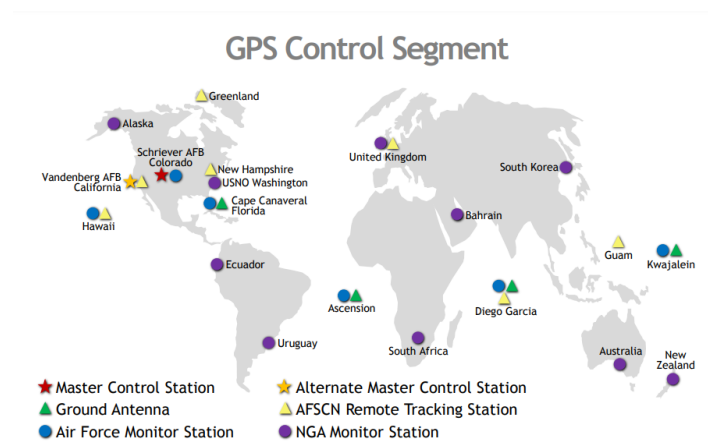 GPS Control Segment
Greenland
Alaska
Schriever AFB
Colorado
Vandenberg AFB
California
New Hampshire
USNO Washington
Cape Canaveral
Florida
Hawaii
United Kingdom
South Korea
Bahrain
Guam
Kwajalein
Ecuador
Ascension
Diego Garcia
Uruguay
South Africa
Australia
New
Zealand
Master Control Station
Alternate Master Control Station
Ground Antenna
AFSCN Remote Tracking Station
Air Force Monitor Station
NGA Monitor Station